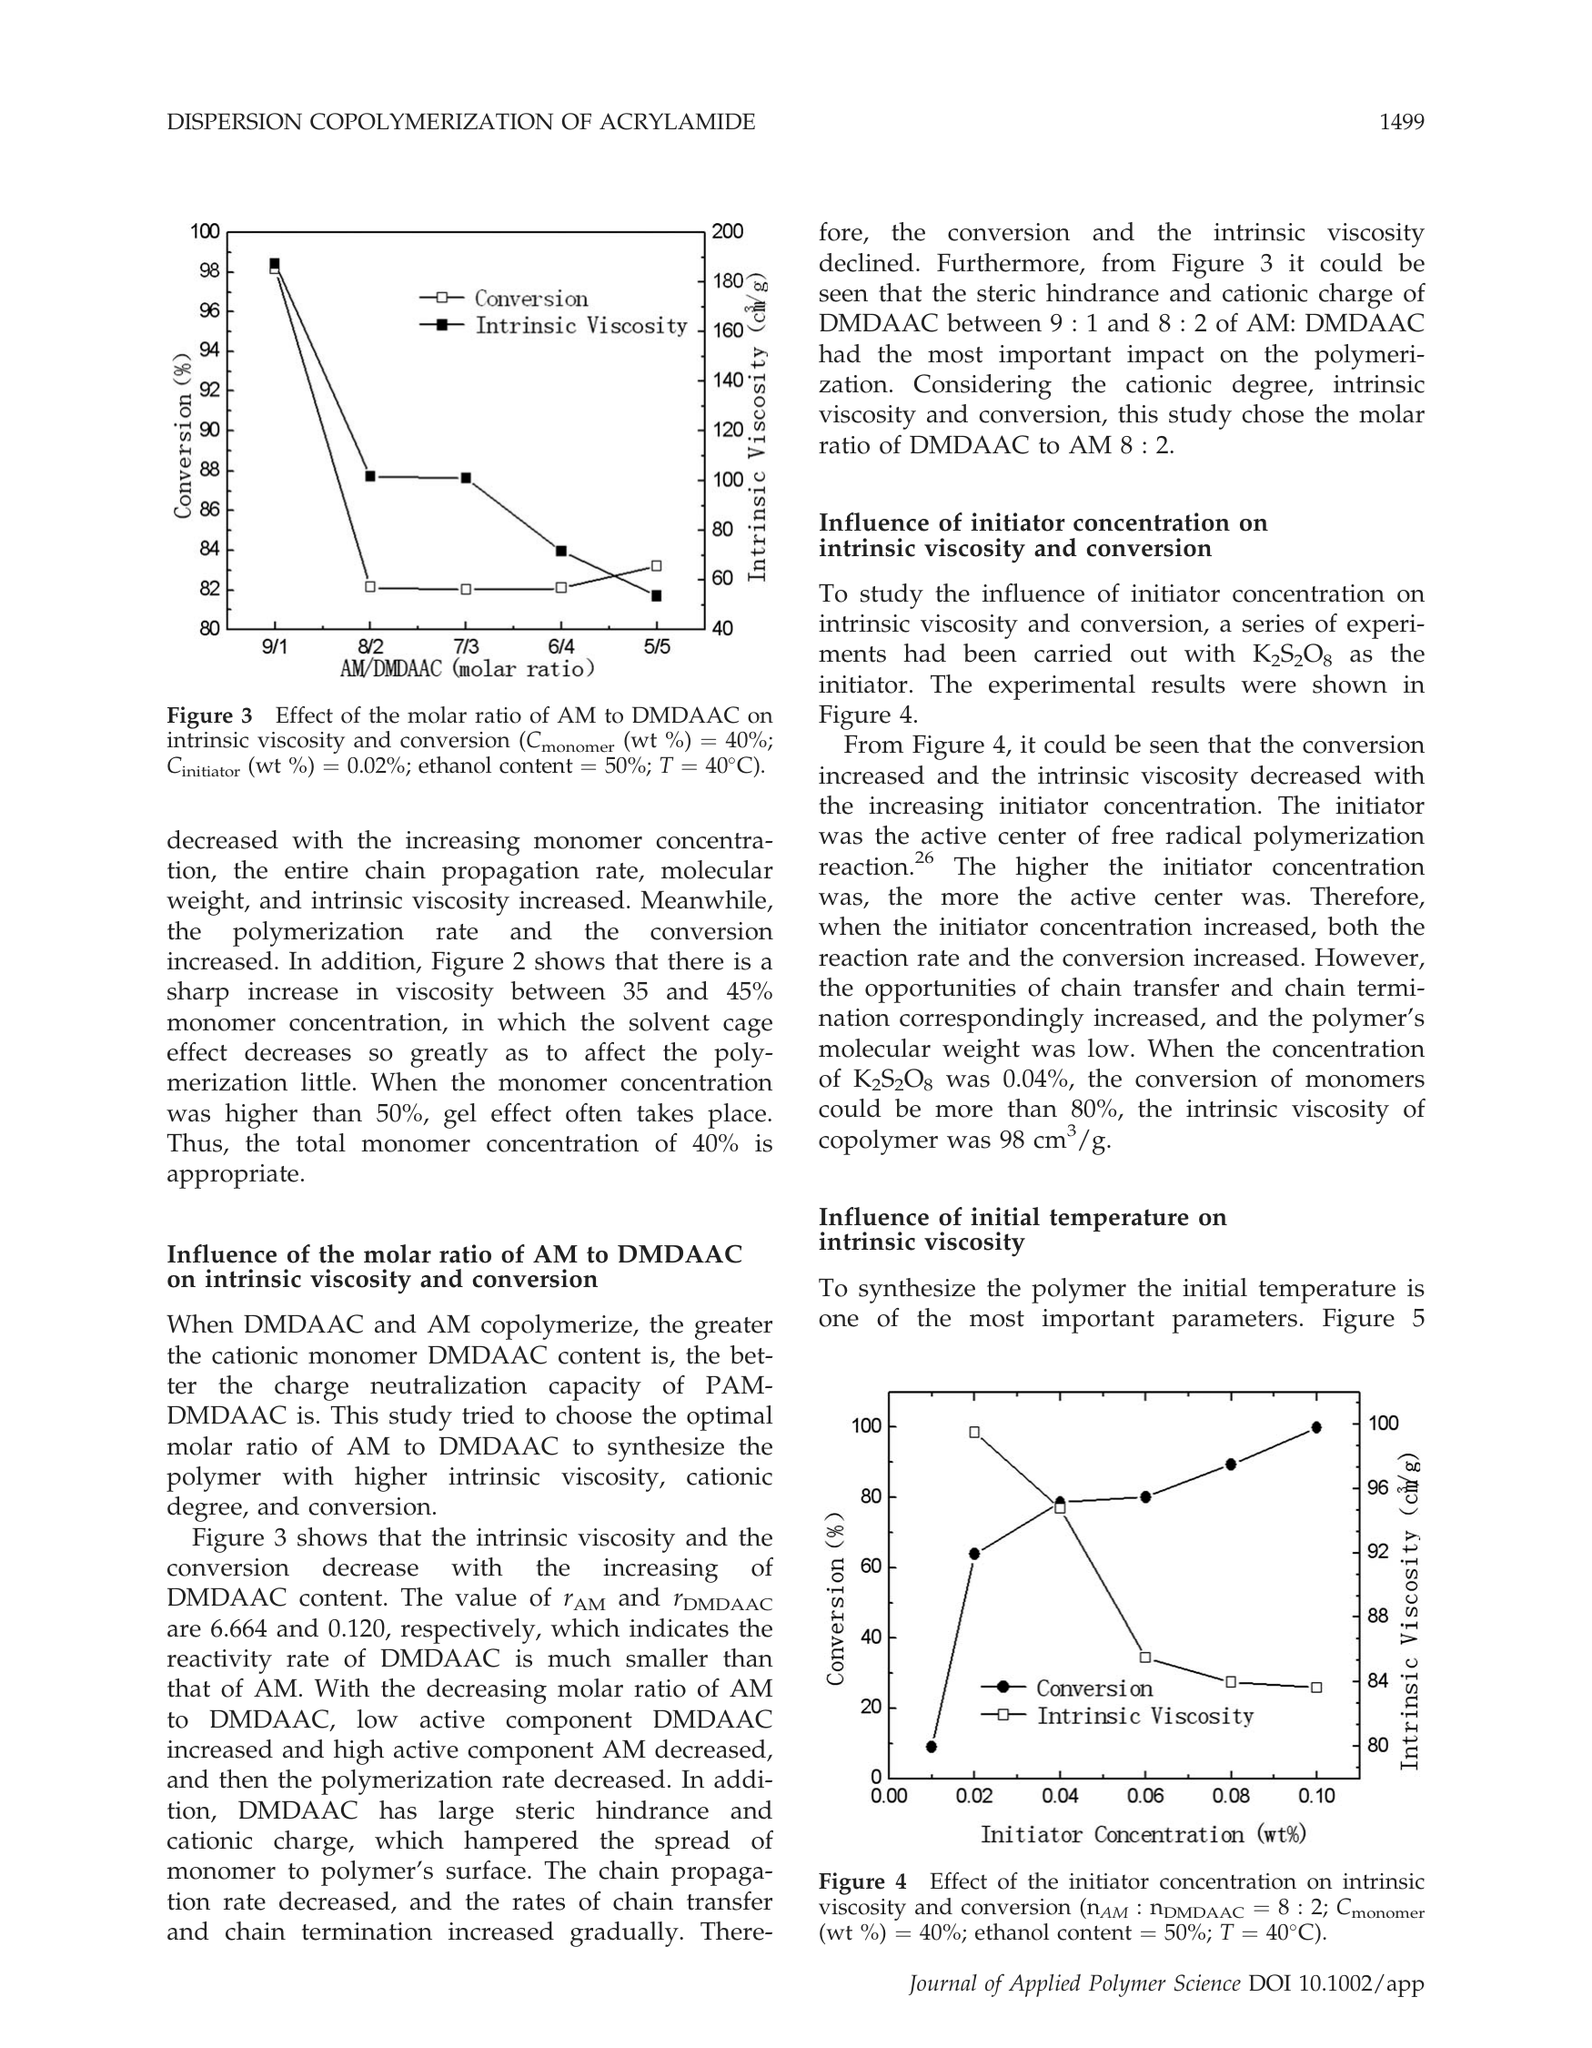 DISPERSION COPOLYMERIZATION OF ACRYLAMIDE
1499
100
98
96
94
92
90
88
86
84
82
80
Conversion (%)
Conversion
Intrinsic Viscosity
200
180
160
140
120
100
80
60
40
Intrinsic Viscosity (cm³/g)
9/1 8/2 7/3 6/4 5/5
AM/DMDAAC (molar ratio)
Figure 3 Effect of the molar ratio of AM to DMDAAC on
intrinsic viscosity and conversion (Cmonomer (wt %) = 40%;
Cinitiator (wt %) = 0.02%; ethanol content = 50%; T = 40°C).
decreased with the increasing monomer concentra-
tion, the entire chain propagation rate, molecular
weight, and intrinsic viscosity increased. Meanwhile,
the polymerization rate and the conversion
increased. In addition, Figure 2 shows that there is a
sharp increase in viscosity between 35 and 45%
monomer concentration, in which the solvent cage
effect decreases so greatly as to affect the poly-
merization little. When the monomer concentration
was higher than 50%, gel effect often takes place.
Thus, the total monomer concentration of 40% is
appropriate.
Influence of the molar ratio of AM to DMDAAC
on intrinsic viscosity and conversion
When DMDAAC and AM copolymerize, the greater
the cationic monomer DMDAAC content is, the bet-
ter the charge neutralization capacity of PAM-
DMDAAC is. This study tried to choose the optimal
molar ratio of AM to DMDAAC to synthesize the
polymer with higher intrinsic viscosity, cationic
degree, and conversion.
Figure 3 shows that the intrinsic viscosity and the
conversion decrease with the increasing of
DMDAAC content. The value of rAM and rDMDAAC
are 6.664 and 0.120, respectively, which indicates the
reactivity rate of DMDAAC is much smaller than
that of AM. With the decreasing molar ratio of AM
to DMDAAC, low active component DMDAAC
increased and high active component AM decreased,
and then the polymerization rate decreased. In addi-
tion, DMDAAC has large steric hindrance and
cationic charge, which hampered the spread of
monomer to polymer's surface. The chain propaga-
tion rate decreased, and the rates of chain transfer
and chain termination increased gradually. There-
fore, the conversion and the intrinsic viscosity
declined. Furthermore, from Figure 3 it could be
seen that the steric hindrance and cationic charge of
DMDAAC between 9 : 1 and 8 : 2 of AM: DMDAAC
had the most important impact on the polymeri-
zation. Considering the cationic degree, intrinsic
viscosity and conversion, this study chose the molar
ratio of DMDAAC to AM 8 : 2.
Influence of initiator concentration on
intrinsic viscosity and conversion
To study the influence of initiator concentration on
intrinsic viscosity and conversion, a series of experi-
ments had been carried out with K₂S₂O₈ as the
initiator. The experimental results were shown in
Figure 4.
From Figure 4, it could be seen that the conversion
increased and the intrinsic viscosity decreased with
the increasing initiator concentration. The initiator
was the active center of free radical polymerization
reaction.²⁶ The higher the initiator concentration
was, the more the active center was. Therefore,
when the initiator concentration increased, both the
reaction rate and the conversion increased. However,
the opportunities of chain transfer and chain termi-
nation correspondingly increased, and the polymer's
molecular weight was low. When the concentration
of K₂S₂O₈ was 0.04%, the conversion of monomers
could be more than 80%, the intrinsic viscosity of
copolymer was 98 cm³/g.
Influence of initial temperature on
intrinsic viscosity
To synthesize the polymer the initial temperature is
one of the most important parameters. Figure 5
100
80
60
40
20
0
Conversion (%)
Conversion
Intrinsic Viscosity
100
96
92
88
84
80
Intrinsic Viscosity (cm³/g)
0.00 0.02 0.04 0.06 0.08 0.10
Initiator Concentration (wt%)
Figure 4 Effect of the initiator concentration on intrinsic
viscosity and conversion (nAM : nDMDAAC = 8 : 2; Cmonomer
(wt %) = 40%; ethanol content = 50%; T = 40°C).
Journal of Applied Polymer Science DOI 10.1002/app